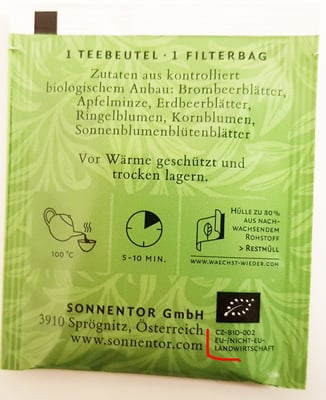 1 TEEBEUTEL · 1 FILTERBAG
Zutaten aus kontrolliert
biologischem Anbau: Brombeerblätter,
Apfelminze, Erdbeerblätter,
Ringelblumen, Kornblumen,
Sonnenblumenblütenblätter
Vor Wärme geschützt und
trocken lagern.
100 °C
5-10 MIN.
HÜLLE ZU 80%
AUS NACH-
WACHSENDEM
ROHSTOFF
> RESTMÜLL
WWW.WAECHST-WIEDER.COM
SONNENTOR GmbH
3910 Sprögnitz, Österreich
www.sonnentor.com
CZ-BIO-002
EU-/NICHT-EU-
LANDWIRTSCHAFT